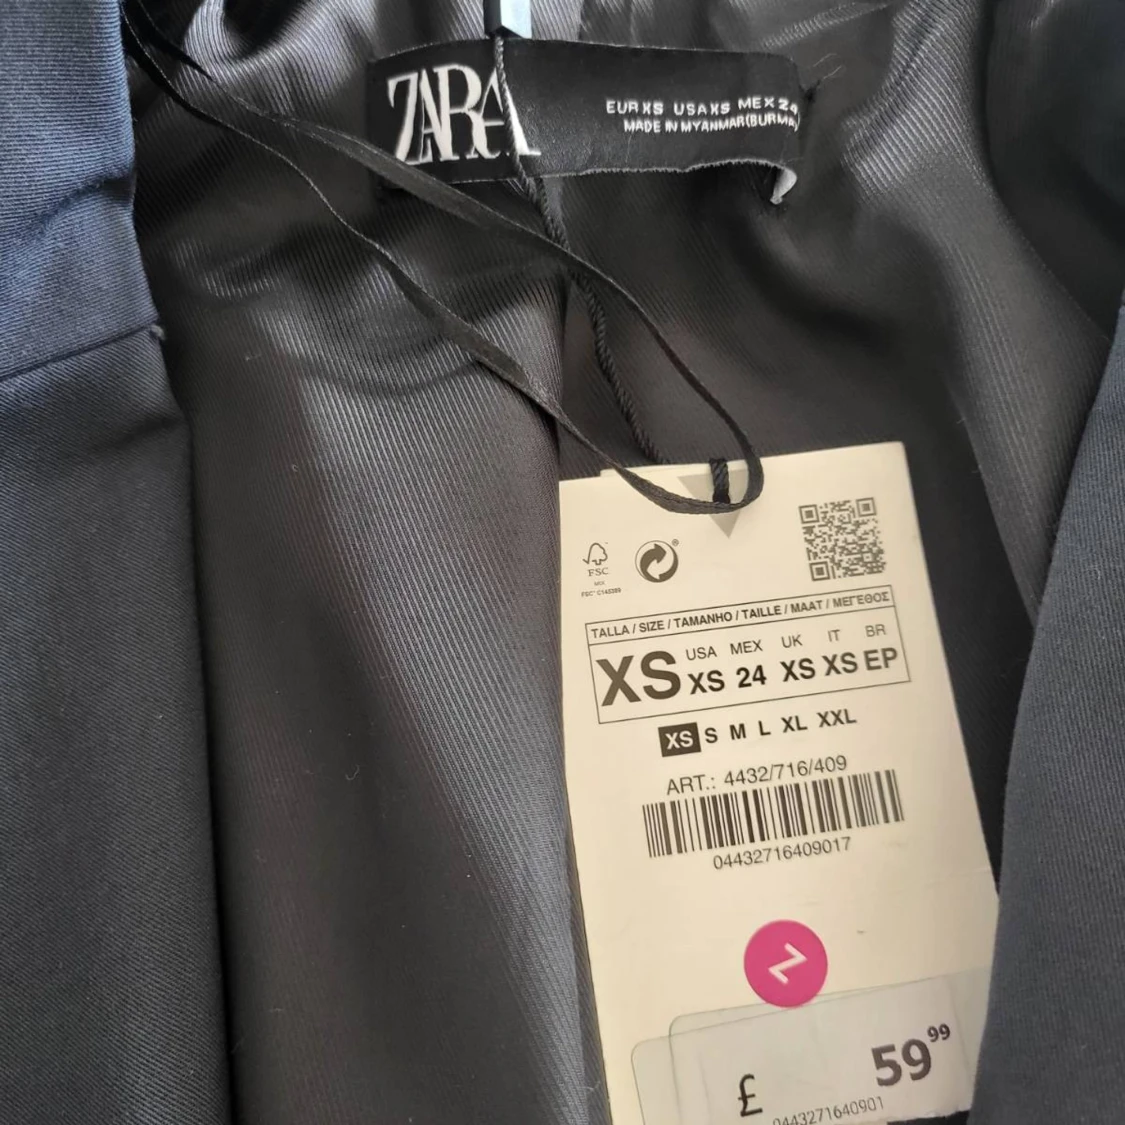 ZARA
EUR XS USA XS MEX 24
MADE IN MYANMAR(BURMA)
FSC
MIX
FSC® C143389
TALLA / SIZE / TAMANHO / TAILLE / MAAT / ΜΕΓΕΘΟΣ
USA MEX UK IT BR
XS XS 24 XS XS EP
XS S M L XL XXL
ART.: 4432/716/409
04432716409017
Z
£ 59 99
0443271640901